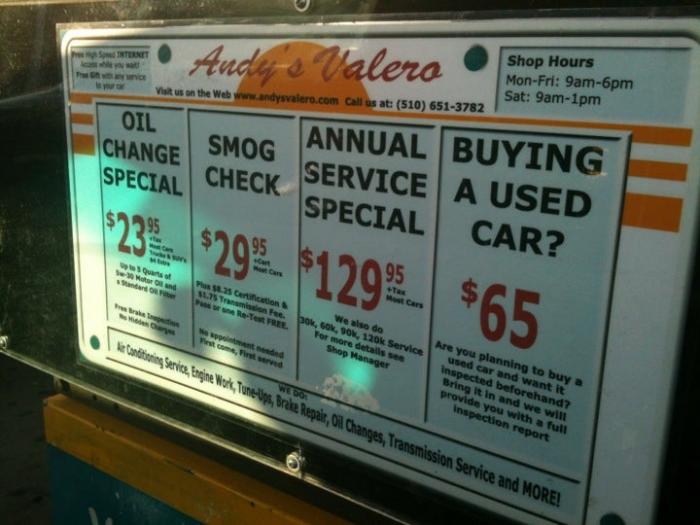 Free High Speed INTERNET
Access while you wait!
Free Gift with any service
to your car
Andy's Valero
Visit us on the Web www.andysvalero.com Call us at: (510) 651-3782
Shop Hours
Mon-Fri: 9am-6pm
Sat: 9am-1pm
OIL
CHANGE
SPECIAL
$23.95
+Tax
Most Cars
Trucks & SUV's
$4 Extra
Up to 5 Quarts of
5w-30 Motor Oil and
a Standard Oil Filter
Free Brake Inspection
No Hidden Charges
SMOG
CHECK
$29 95
+Cert
Most Cars
Plus $8.25 Certification &
$1.75 Transmission Fee.
Pass or one Re-Test FREE.
No appointment needed
First come, First served
ANNUAL
SERVICE
SPECIAL
$129 95
+Tax
Most Cars
We also do
30k, 60k, 90k, 120k Service
For more details see
Shop Manager
BUYING
A USED
CAR?
$65
Are you planning to buy a
used car and want it
inspected beforehand?
Bring it in and we will
provide you with a full
inspection report
WE DO:
Air Conditioning Service, Engine Work, Tune-Ups, Brake Repair, Oil Changes, Transmission Service and MORE!